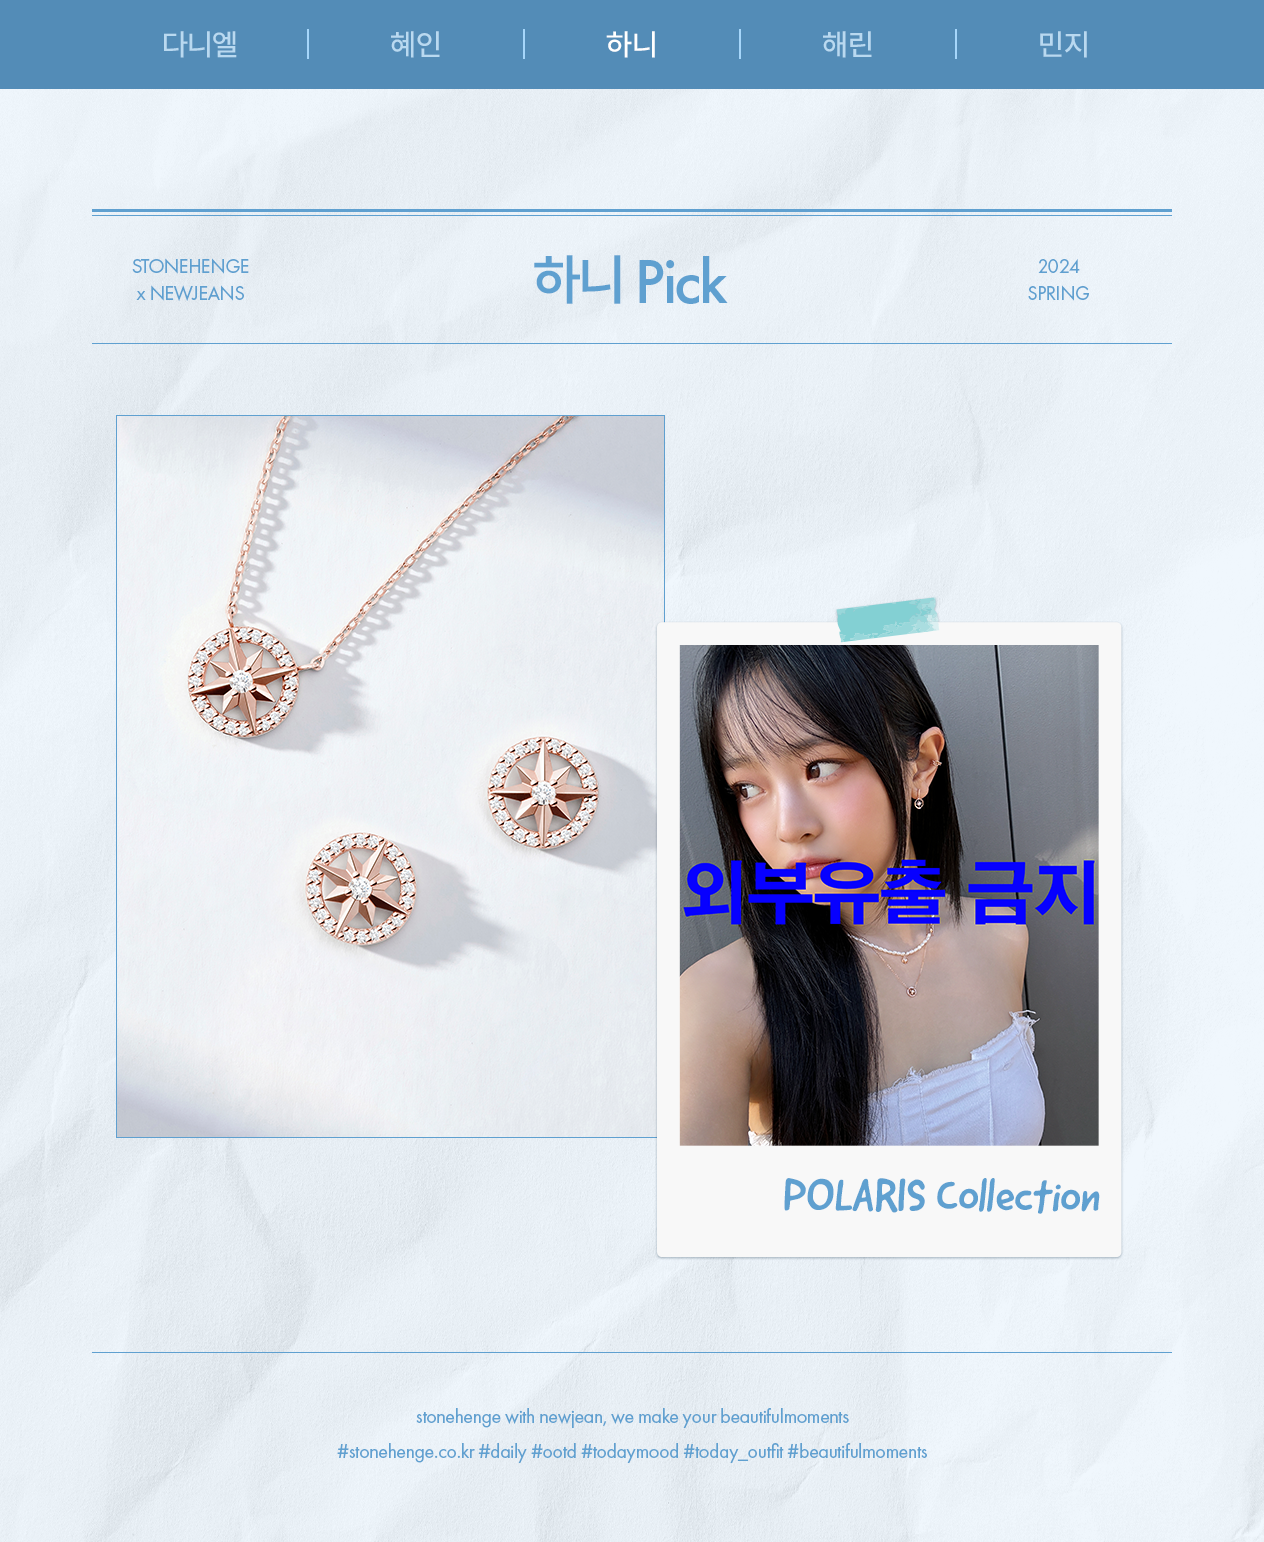 다니엘 혜인 하니 해린 민지
STONEHENGE
x NEWJEANS
하니 Pick
2024
SPRING
외부유출 금지
POLARIS Collection
stonehenge with newjean, we make your beautifulmoments
#stonehenge.co.kr #daily #ootd #todaymood #today_outfit #beautifulmoments